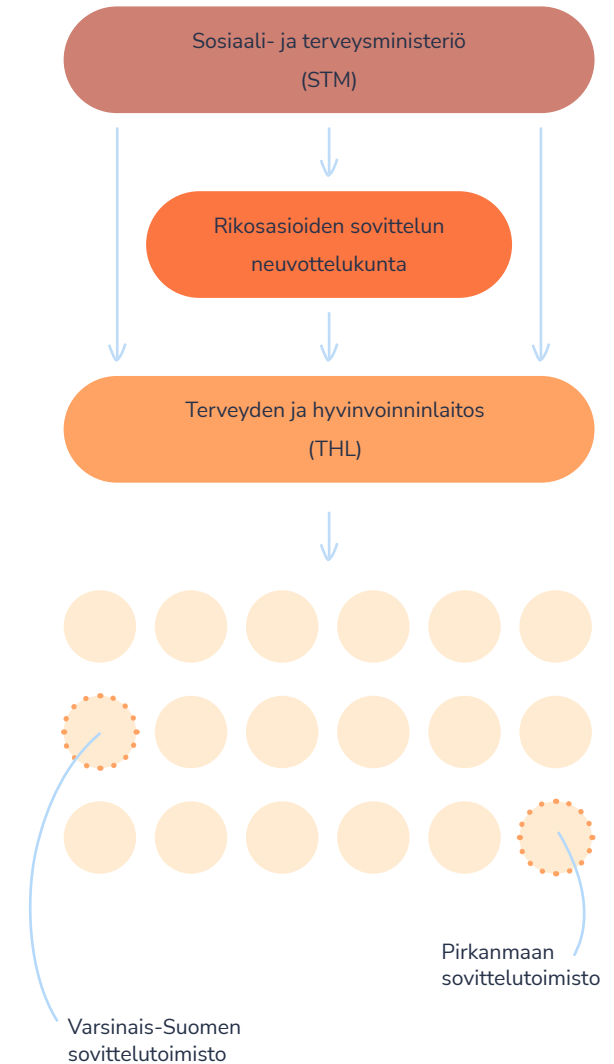 Sosiaali- ja terveysministeriö
(STM)
Rikosasioiden sovittelun
neuvottelukunta
Terveyden ja hyvinvoinninlaitos
(THL)
Pirkanmaan
sovittelutoimisto
Varsinais-Suomen
sovittelutoimisto